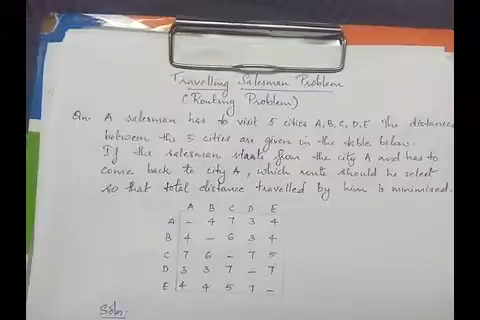 Travelling Salesman Problem
(Routing Problem)
Qn. A salesman has to visit 5 cities A, B, C, D, E. The distances
between the 5 cities are given in the table below.
If the salesman starts from the city A and has to
come back to city A, which route should he select
so that total distance travelled by him is minimised.
A B C D E
A - 4 7 3 4
B 4 - 6 3 4
C 7 6 - 7 5
D 3 3 7 - 7
E 4 4 5 7 -
Soln: